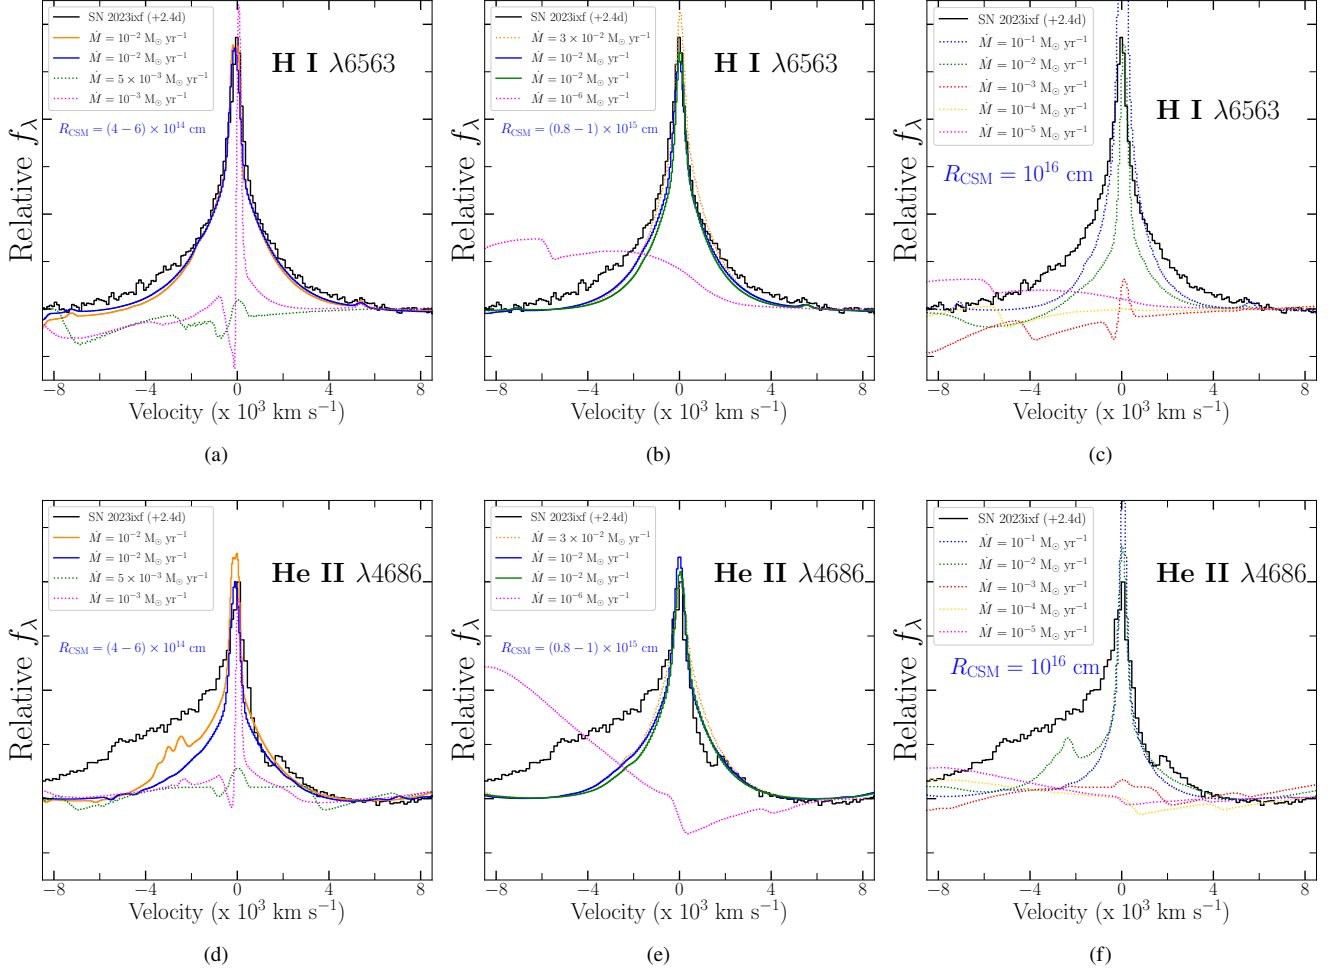 Relative f_λ
SN 2023ixf (+2.4d)
Ṁ = 10⁻² M⊙ yr⁻¹
Ṁ = 10⁻² M⊙ yr⁻¹
Ṁ = 5 × 10⁻³ M⊙ yr⁻¹
Ṁ = 10⁻³ M⊙ yr⁻¹
H I λ6563
R_CSM = (4 − 6) × 10¹⁴ cm
−8 −4 0 4 8
Velocity (x 10³ km s⁻¹)
(a)
Relative f_λ
SN 2023ixf (+2.4d)
Ṁ = 3 × 10⁻² M⊙ yr⁻¹
Ṁ = 10⁻² M⊙ yr⁻¹
Ṁ = 10⁻² M⊙ yr⁻¹
Ṁ = 10⁻⁶ M⊙ yr⁻¹
H I λ6563
R_CSM = (0.8 − 1) × 10¹⁵ cm
−8 −4 0 4 8
Velocity (x 10³ km s⁻¹)
(b)
Relative f_λ
SN 2023ixf (+2.4d)
Ṁ = 10⁻¹ M⊙ yr⁻¹
Ṁ = 10⁻² M⊙ yr⁻¹
Ṁ = 10⁻³ M⊙ yr⁻¹
Ṁ = 10⁻⁴ M⊙ yr⁻¹
Ṁ = 10⁻⁵ M⊙ yr⁻¹
H I λ6563
R_CSM = 10¹⁶ cm
−8 −4 0 4 8
Velocity (x 10³ km s⁻¹)
(c)
Relative f_λ
SN 2023ixf (+2.4d)
Ṁ = 10⁻² M⊙ yr⁻¹
Ṁ = 10⁻² M⊙ yr⁻¹
Ṁ = 5 × 10⁻³ M⊙ yr⁻¹
Ṁ = 10⁻³ M⊙ yr⁻¹
He II λ4686
R_CSM = (4 − 6) × 10¹⁴ cm
−8 −4 0 4 8
Velocity (x 10³ km s⁻¹)
(d)
Relative f_λ
SN 2023ixf (+2.4d)
Ṁ = 3 × 10⁻² M⊙ yr⁻¹
Ṁ = 10⁻² M⊙ yr⁻¹
Ṁ = 10⁻² M⊙ yr⁻¹
Ṁ = 10⁻⁶ M⊙ yr⁻¹
He II λ4686
R_CSM = (0.8 − 1) × 10¹⁵ cm
−8 −4 0 4 8
Velocity (x 10³ km s⁻¹)
(e)
Relative f_λ
SN 2023ixf (+2.4d)
Ṁ = 10⁻¹ M⊙ yr⁻¹
Ṁ = 10⁻² M⊙ yr⁻¹
Ṁ = 10⁻³ M⊙ yr⁻¹
Ṁ = 10⁻⁴ M⊙ yr⁻¹
Ṁ = 10⁻⁵ M⊙ yr⁻¹
He II λ4686
R_CSM = 10¹⁶ cm
−8 −4 0 4 8
Velocity (x 10³ km s⁻¹)
(f)